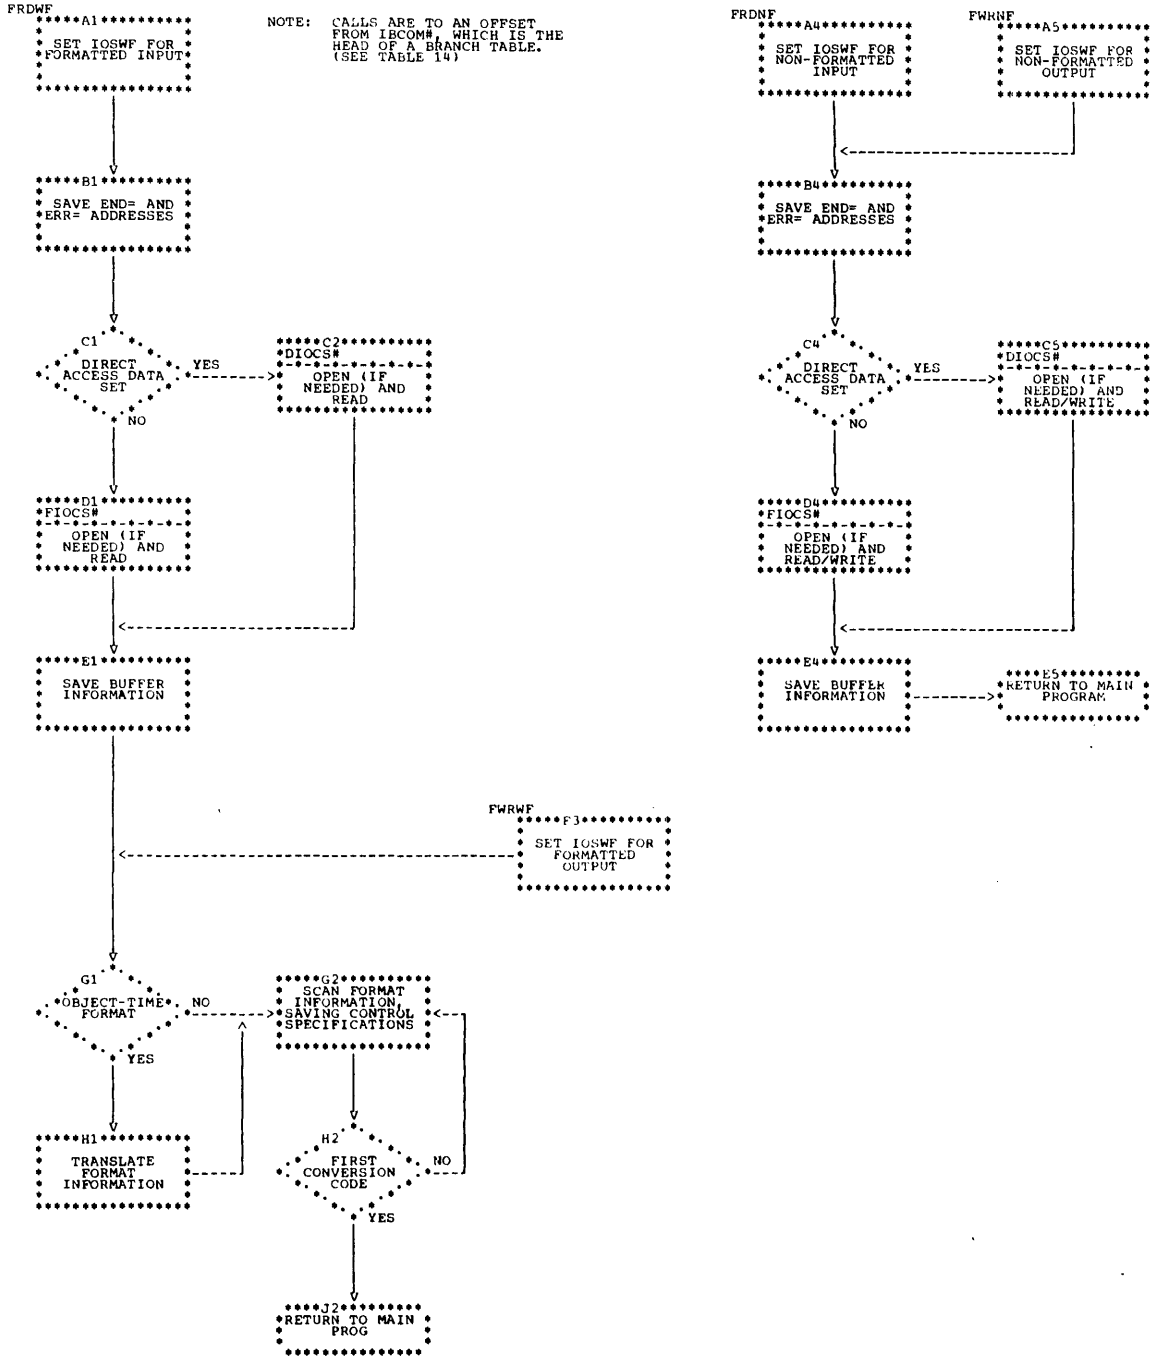 FRDWF
A1
SET IOSWF FOR
FORMATTED INPUT
NOTE: CALLS ARE TO AN OFFSET
FROM IBCOM#, WHICH IS THE
HEAD OF A BRANCH TABLE.
(SEE TABLE 14)
FRDNF
A4
SET IOSWF FOR
NON-FORMATTED
INPUT
FWRNF
A5
SET IOSWF FOR
NON-FORMATTED
OUTPUT
B1
SAVE END= AND
ERR= ADDRESSES
B4
SAVE END= AND
ERR= ADDRESSES
C1
DIRECT
ACCESS DATA
SET
YES
NO
C2
DIOCS#
OPEN (IF
NEEDED) AND
READ
C4
DIRECT
ACCESS DATA
SET
YES
NO
C5
DIOCS#
OPEN (IF
NEEDED) AND
READ/WRITE
D1
FIOCS#
OPEN (IF
NEEDED) AND
READ
D4
FIOCS#
OPEN (IF
NEEDED) AND
READ/WRITE
E1
SAVE BUFFER
INFORMATION
E4
SAVE BUFFER
INFORMATION
E5
RETURN TO MAIN
PROGRAM
FWRWF
F3
SET IOSWF FOR
FORMATTED
OUTPUT
G1
OBJECT-TIME
FORMAT
NO
YES
G2
SCAN FORMAT
INFORMATION,
SAVING CONTROL
SPECIFICATIONS
H1
TRANSLATE
FORMAT
INFORMATION
H2
FIRST
CONVERSION
CODE
NO
YES
J2
RETURN TO MAIN
PROG